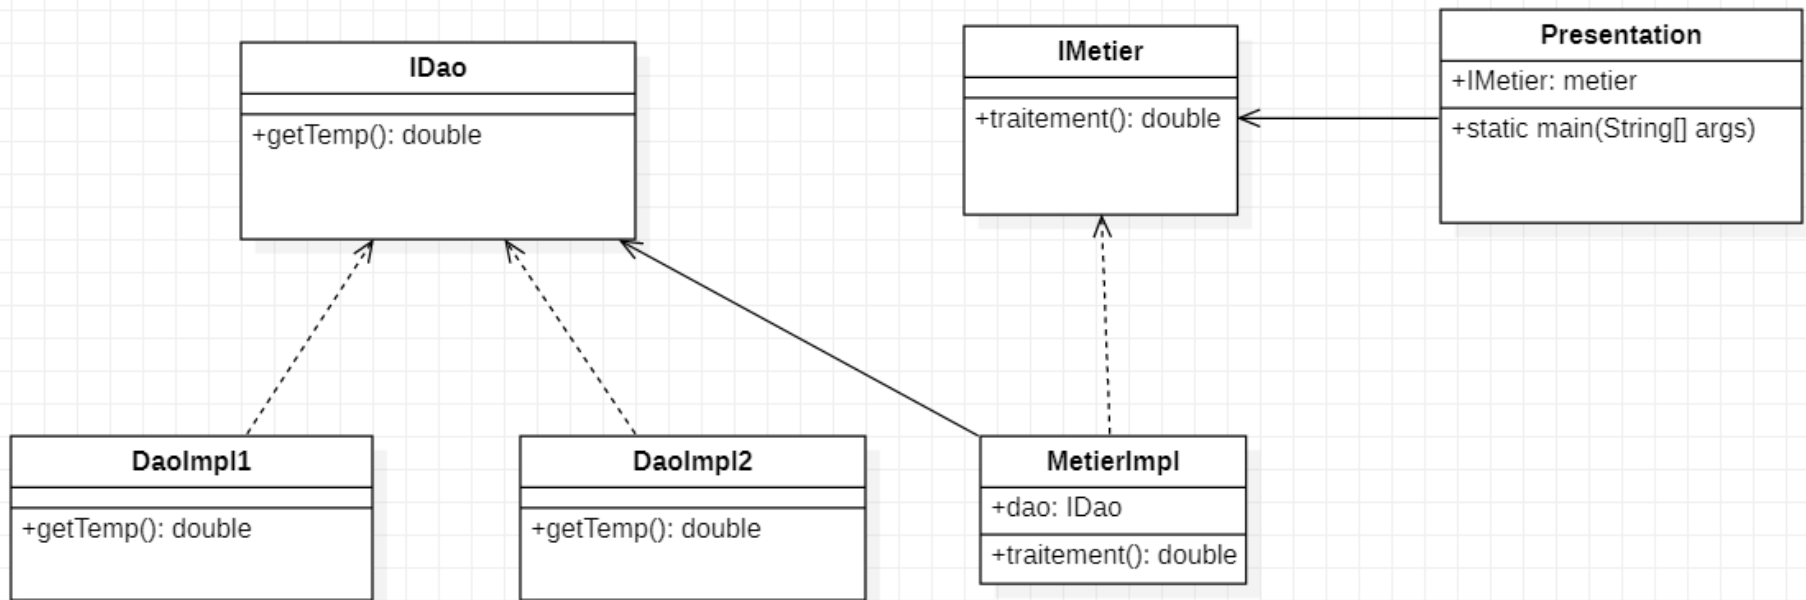 IDao
+getTemp(): double
IMetier
+traitement(): double
Presentation
+IMetier: metier
+static main(String[] args)
DaoImpl1
+getTemp(): double
DaoImpl2
+getTemp(): double
MetierImpl
+dao: IDao
+traitement(): double